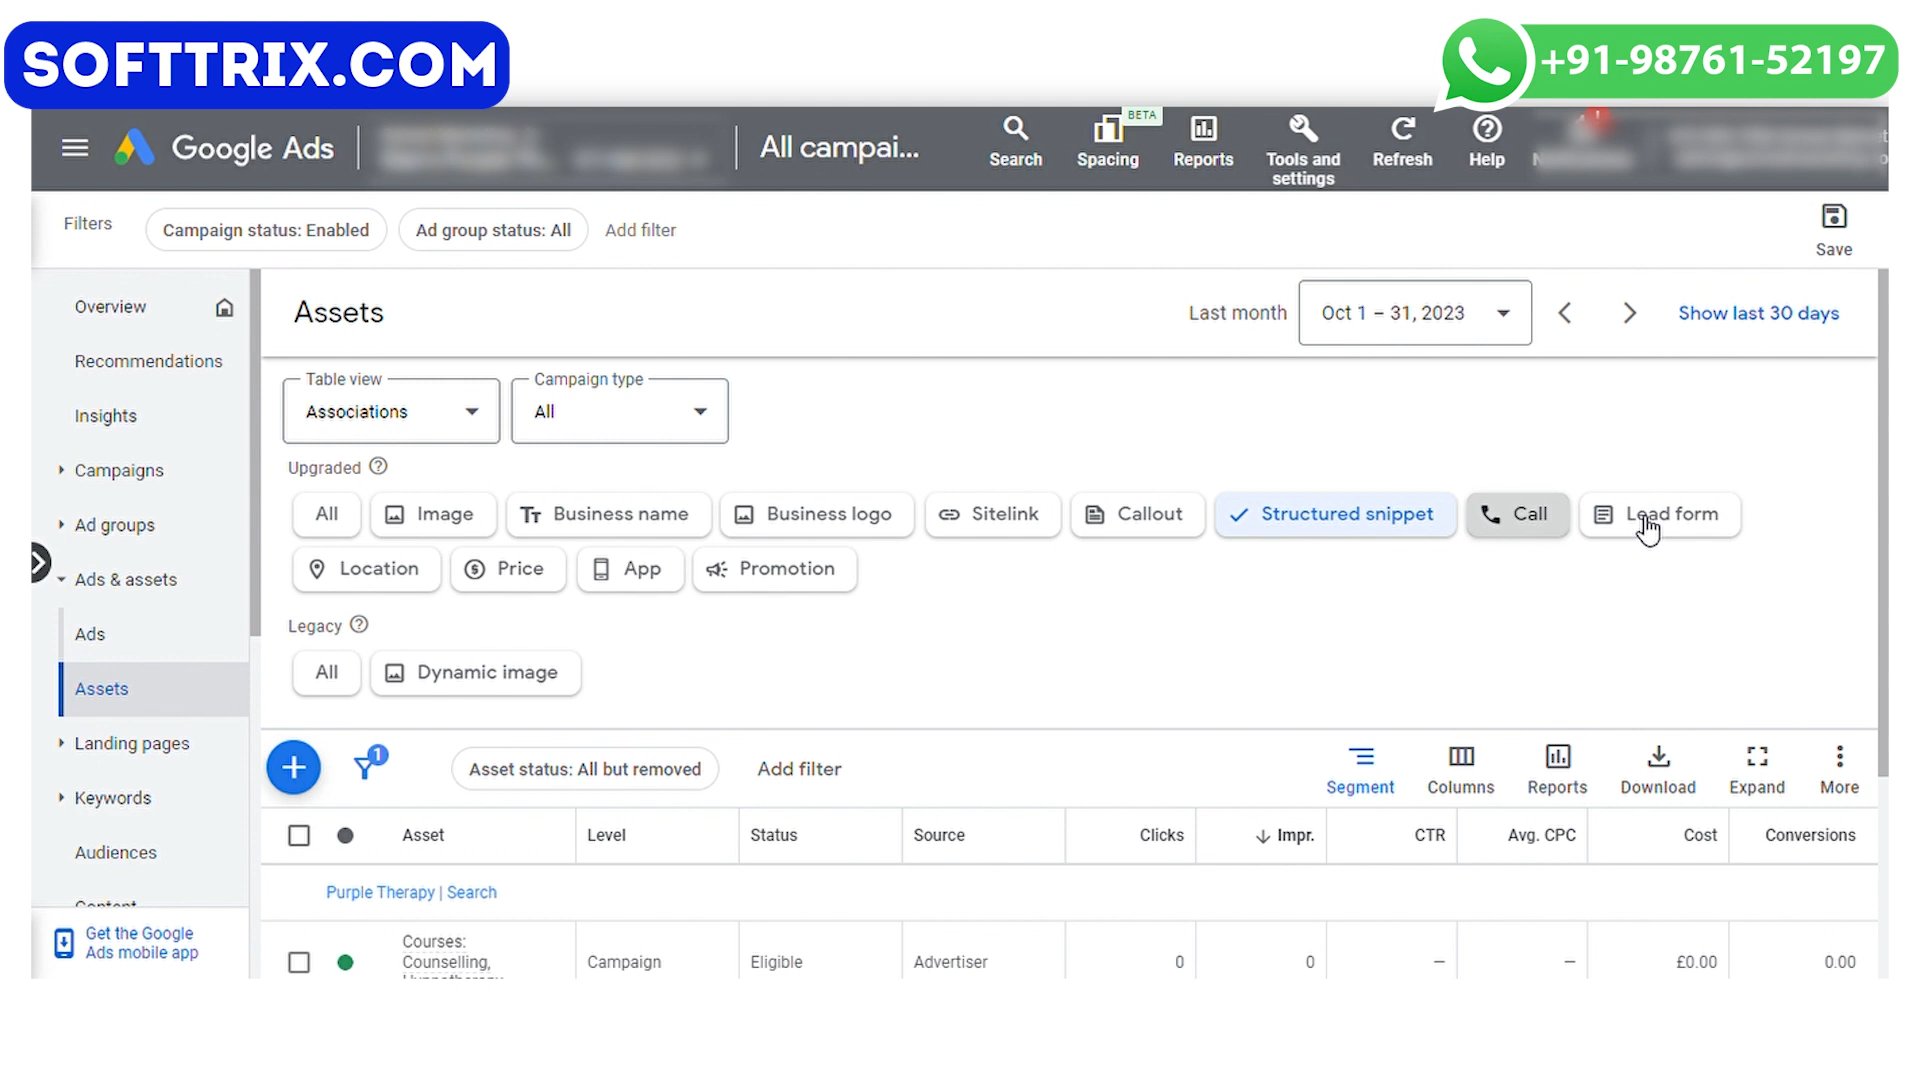 SOFTTRIX.COM
+91-98761-52197
Google Ads
All campai...
Search
Spacing
BETA
Reports
Tools and
settings
Refresh
Help
Filters
Campaign status: Enabled
Ad group status: All
Add filter
Save
Overview
Recommendations
Insights
Campaigns
Ad groups
Ads & assets
Ads
Assets
Landing pages
Keywords
Audiences
Content
Get the Google
Ads mobile app
Assets
Last month
Oct 1 – 31, 2023
Show last 30 days
Table view
Associations
Campaign type
All
Upgraded
All
Image
Business name
Business logo
Sitelink
Callout
Structured snippet
Call
Lead form
Location
Price
App
Promotion
Legacy
All
Dynamic image
1
Asset status: All but removed
Add filter
Segment
Columns
Reports
Download
Expand
More
Asset
Level
Status
Source
Clicks
Impr.
CTR
Avg. CPC
Cost
Conversions
Purple Therapy | Search
Courses:
Counselling,
Campaign
Eligible
Advertiser
0
0
–
–
£0.00
0.00